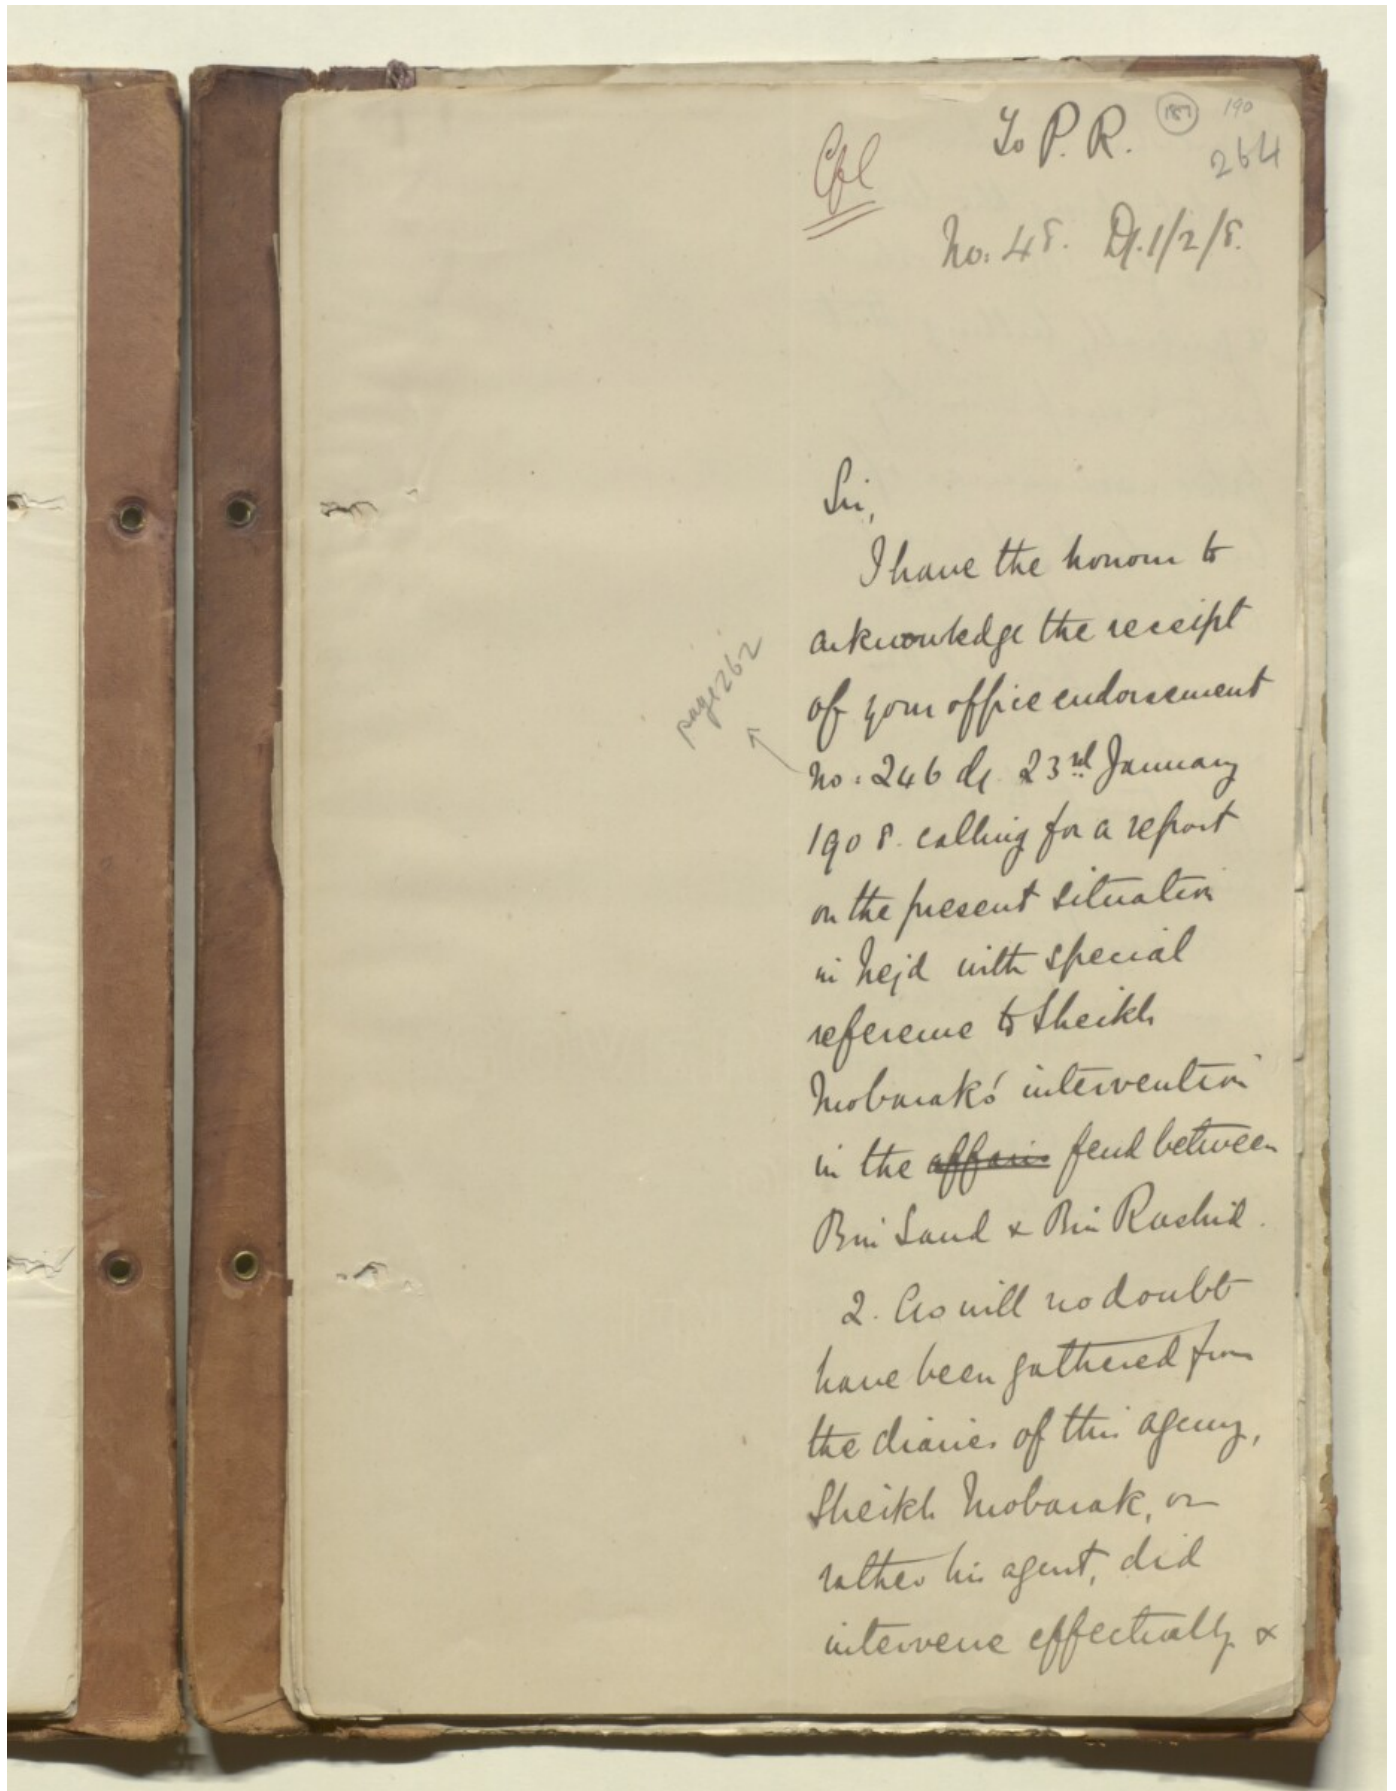 To P. R.
187
190
264
Cfl
No: 48. D/. 1/2/8.
Sir,
I have the honour to
acknowledge the receipt
of your office endorsement
page 262
No: 246 d/. 23rd January
1908. calling for a report
on the present situation
in Nejd with special
reference to Sheikh
Mobarak's intervention
in the affairs feud between
Bin Saud & Bin Rashid.
2. As will no doubt
have been gathered from
the diaries of this agency,
Sheikh Mobarak, or
rather his agent, did
intervene effectually &